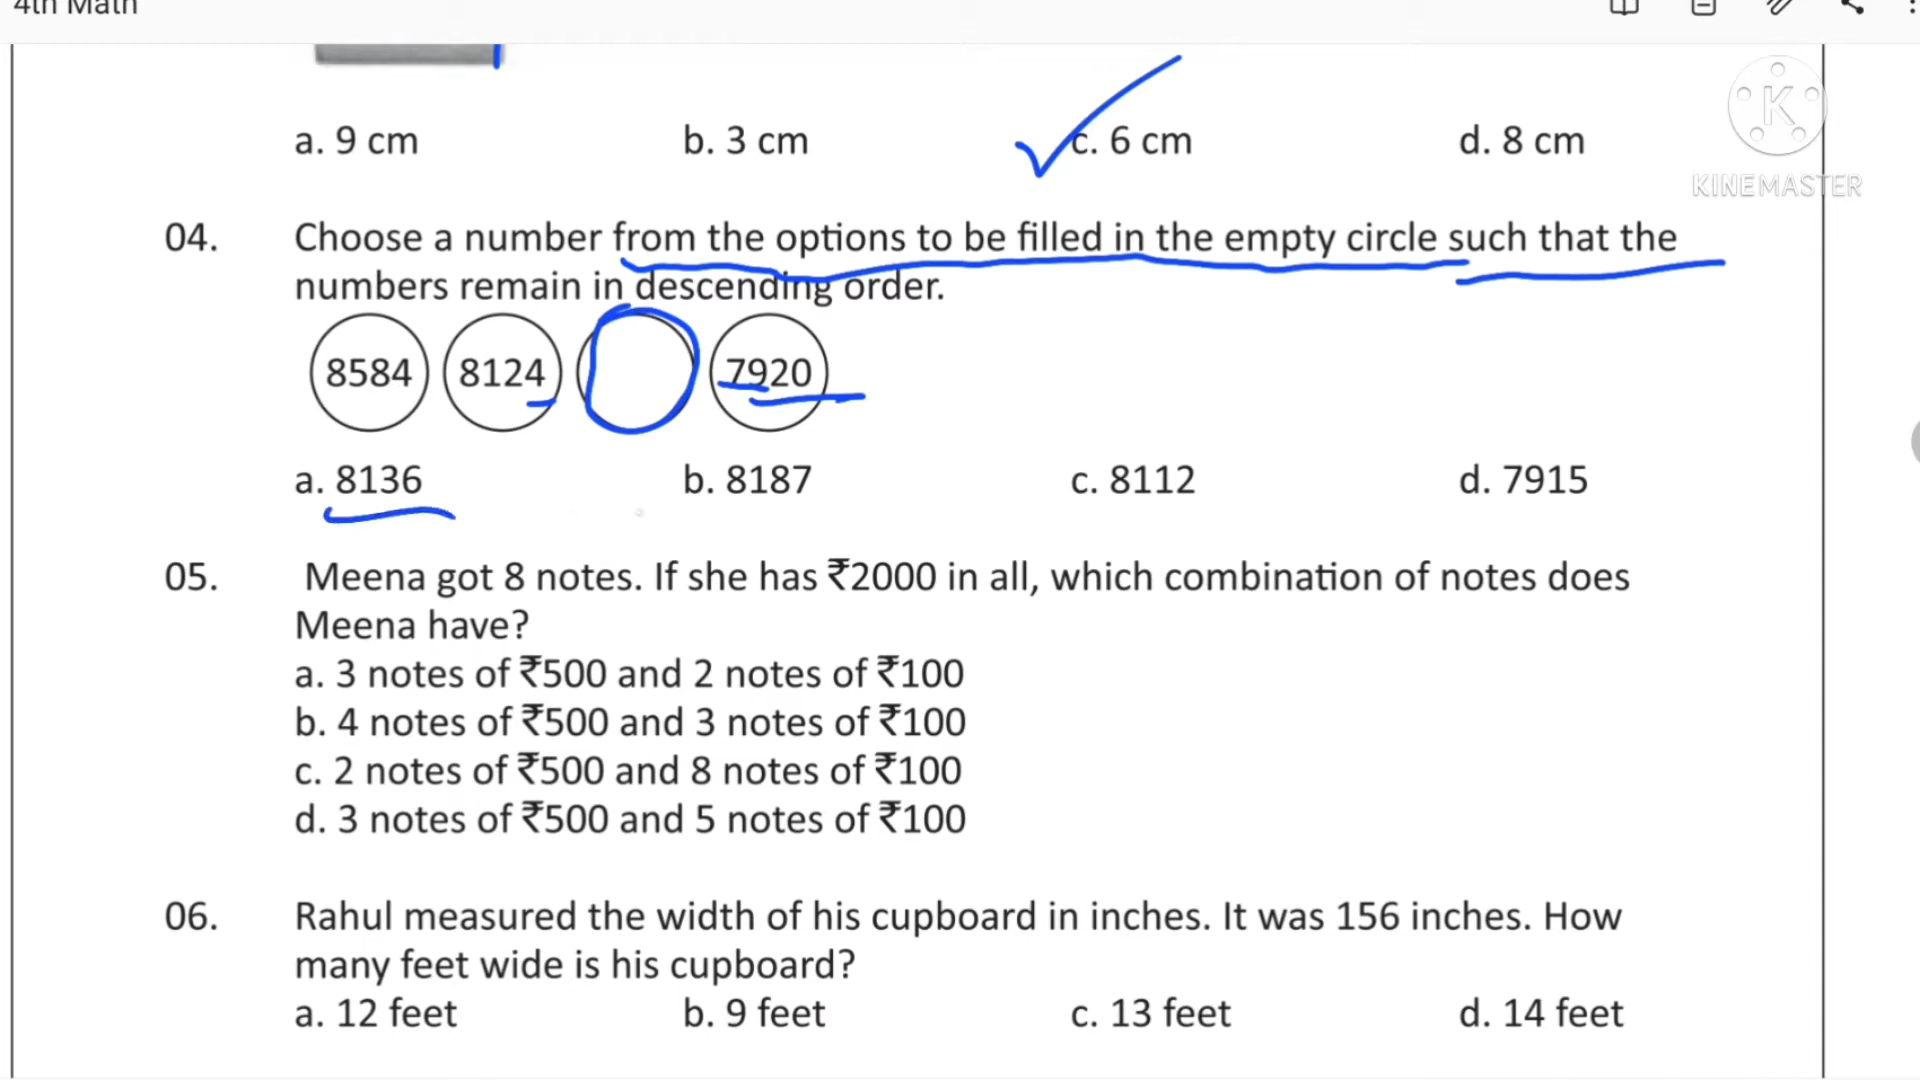 4th Math
a. 9 cm b. 3 cm c. 6 cm d. 8 cm
KINEMASTER
04. Choose a number from the options to be filled in the empty circle such that the
numbers remain in descending order.
8584 8124 7920
a. 8136 b. 8187 c. 8112 d. 7915
05. Meena got 8 notes. If she has ₹2000 in all, which combination of notes does
Meena have?
a. 3 notes of ₹500 and 2 notes of ₹100
b. 4 notes of ₹500 and 3 notes of ₹100
c. 2 notes of ₹500 and 8 notes of ₹100
d. 3 notes of ₹500 and 5 notes of ₹100
06. Rahul measured the width of his cupboard in inches. It was 156 inches. How
many feet wide is his cupboard?
a. 12 feet b. 9 feet c. 13 feet d. 14 feet